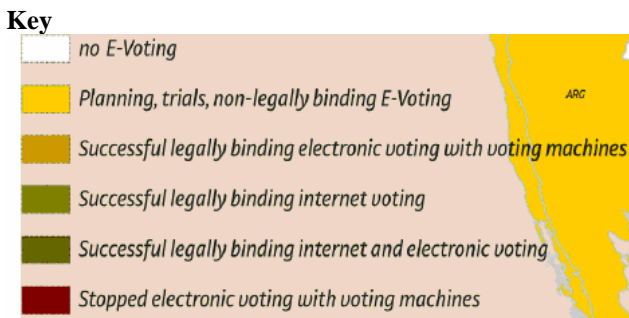 Key
no E-Voting
Planning, trials, non-legally binding E-Voting
ARG
Successful legally binding electronic voting with voting machines
Successful legally binding internet voting
Successful legally binding internet and electronic voting
Stopped electronic voting with voting machines